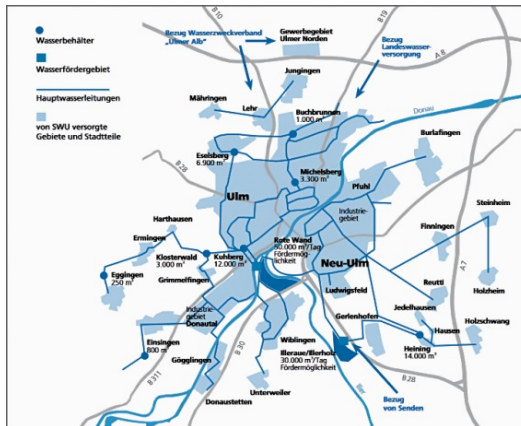 Wasserbehälter
Wasserfördergebiet
Hauptwasserleitungen
von SWU versorgte
Gebiete und Stadtteile
Bezug Wasserzweckverband
„Ulmer Alb"
Gewerbegebiet
Ulmer Norden
Bezug
Landeswasser-
versorgung
B 10
B 19
A 8
Jungingen
Mähringen
Lehr
Buchbrunnen
1.000 m³
Donau
Burlafingen
Eselsberg
6.900 m³
Michelsberg
3.300 m³
Pfuhl
B 28
Ulm
Industrie-
gebiet
Steinheim
Harthausen
Finningen
Ermingen
Klosterwald
3.000 m³
Kuhberg
12.000 m³
Rote Wand
50.000 m³/Tag
Fördermög-
lichkeit
Neu-Ulm
A 7
Eggingen
250 m³
Grimmelfingen
Ludwigsfeld
Reutti
Holzheim
Jedelhausen
Gerlenhofen
Hausen
Holzschwang
Industrie-
gebiet
Donautal
Einsingen
800 m³
Gögglingen
Wiblingen
Illeraue/Illerholz
30.000 m³/Tag
Fördermöglichkeit
Heining
14.000 m³
B 311
B 30
B 28
Iller
Unterweiler
Donaustetten
Bezug
von Senden